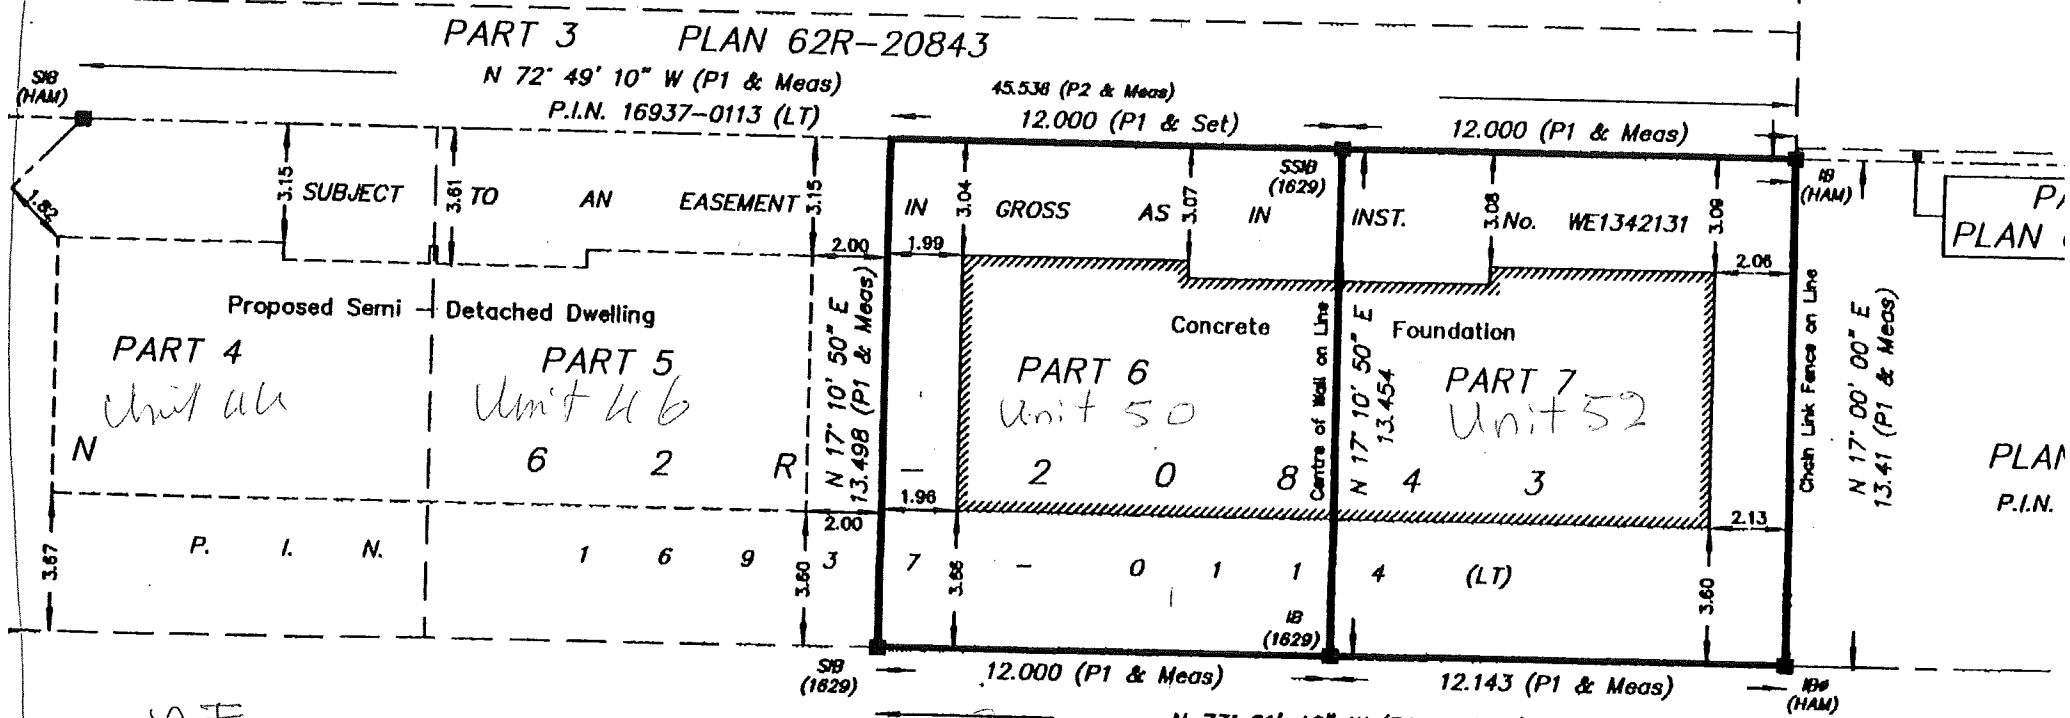 PART 3 PLAN 62R-20843
SIB (HAM)
N 72° 49' 10" W (P1 & Meas)
45.536 (P2 & Meas)
P.I.N. 16937-0113 (LT)
12.000 (P1 & Set)
12.000 (P1 & Meas)
SSIB (1629)
IB (HAM)
1.82
3.15
3.61
3.15
3.04
3.07
3.08
3.09
SUBJECT TO AN EASEMENT IN GROSS AS IN INST. No. WE1342131
PLAN
2.00
1.99
2.06
Proposed Semi - Detached Dwelling
Concrete Foundation
PART 4
PART 5
PART 6
PART 7
Unit 46
Unit 50
Unit 52
N 17° 10' 50" E
13.498 (P1 & Meas)
Centre of Wall on Line
N 17° 10' 50" E
13.454
Chain Link Fence on Line
N 17° 00' 00" E
13.41 (P1 & Meas)
N 6 2 R - 2 0 8 4 3
PLAN
P.I.N.
2.00
1.96
2.13
P. I. N. 1 6 9 3 7 - 0 1 1 4 (LT)
3.67
3.60
3.60
IB (1629)
SIB (1629)
12.000 (P1 & Meas)
12.143 (P1 & Meas)
(HAM)